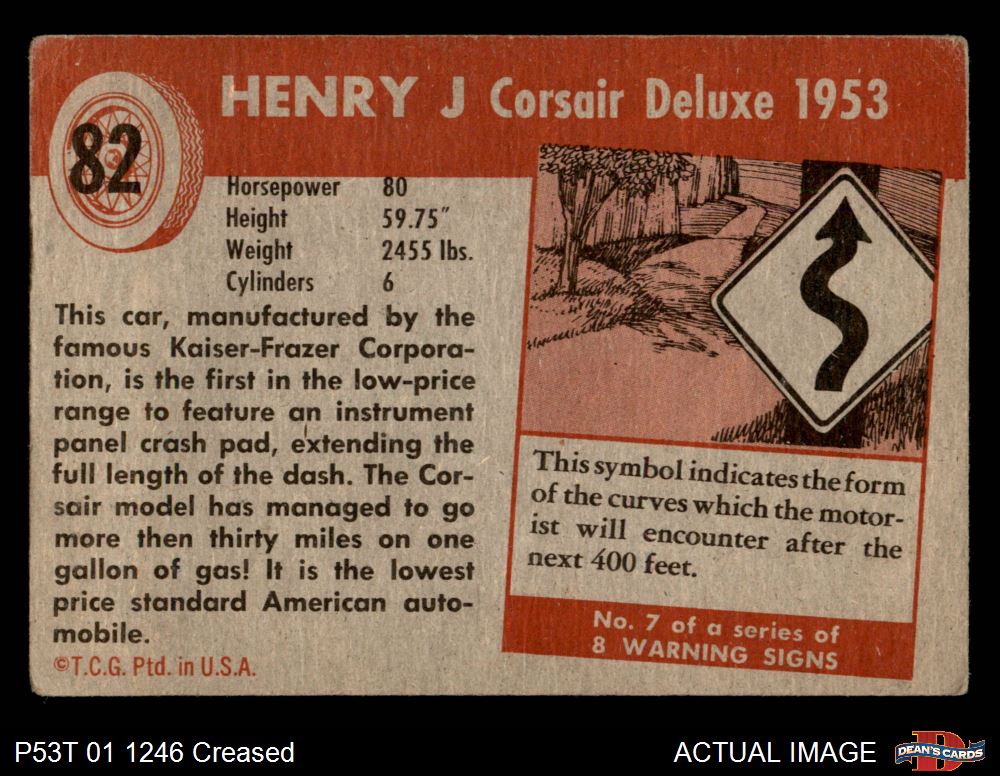 82
HENRY J Corsair Deluxe 1953
Horsepower 80
Height 59.75"
Weight 2455 lbs.
Cylinders 6
This car, manufactured by the
famous Kaiser-Frazer Corpora-
tion, is the first in the low-price
range to feature an instrument
panel crash pad, extending the
full length of the dash. The Cor-
sair model has managed to go
more then thirty miles on one
gallon of gas! It is the lowest
price standard American auto-
mobile.
©T.C.G. Ptd. in U.S.A.
This symbol indicates the form
of the curves which the motor-
ist will encounter after the
next 400 feet.
No. 7 of a series of
8 WARNING SIGNS
P53T 01 1246 Creased
ACTUAL IMAGE
D
DEAN'S CARDS